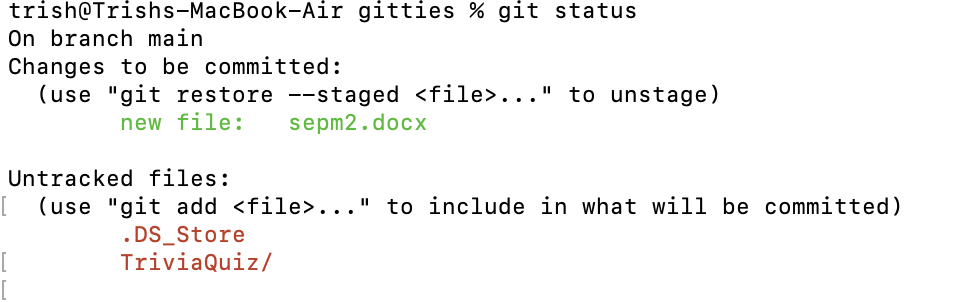 trish@Trishs-MacBook-Air gitties % git status
On branch main
Changes to be committed:
  (use "git restore --staged <file>..." to unstage)
        new file:   sepm2.docx

Untracked files:
[  (use "git add <file>..." to include in what will be committed)
        .DS_Store
[        TriviaQuiz/
[